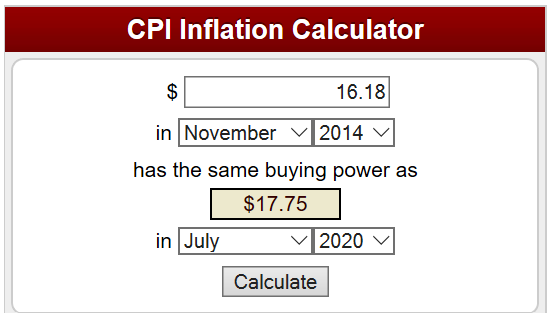 CPI Inflation Calculator
$ 16.18
in November 2014
has the same buying power as
$17.75
in July 2020
Calculate